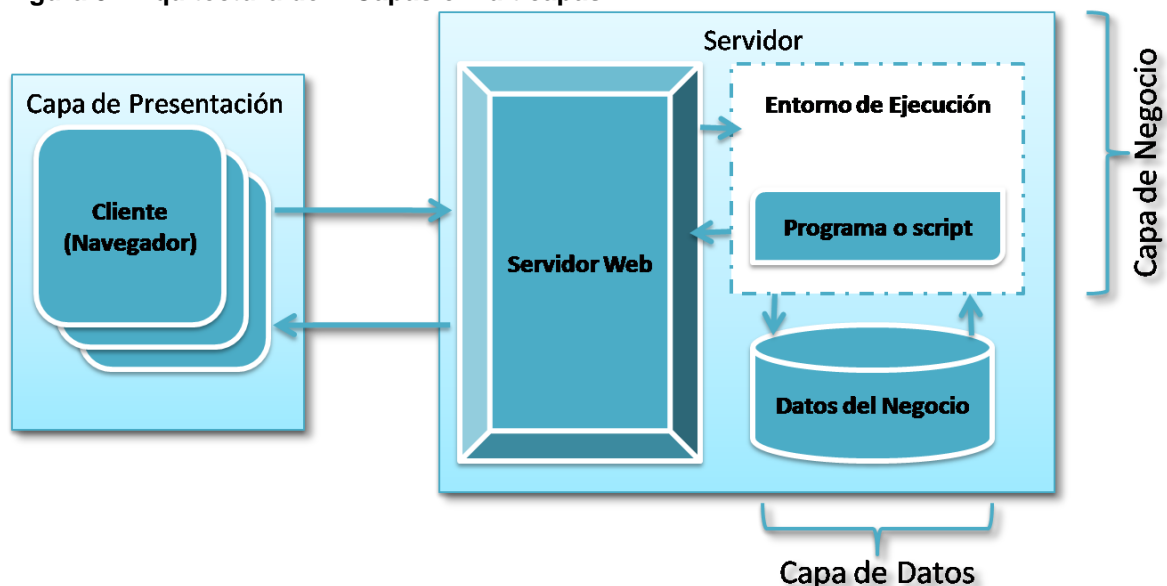 Servidor
Capa de Presentación
Entorno de Ejecución
Cliente
(Navegador)
Programa o script
Servidor Web
Datos del Negocio
Capa de Negocio
Capa de Datos